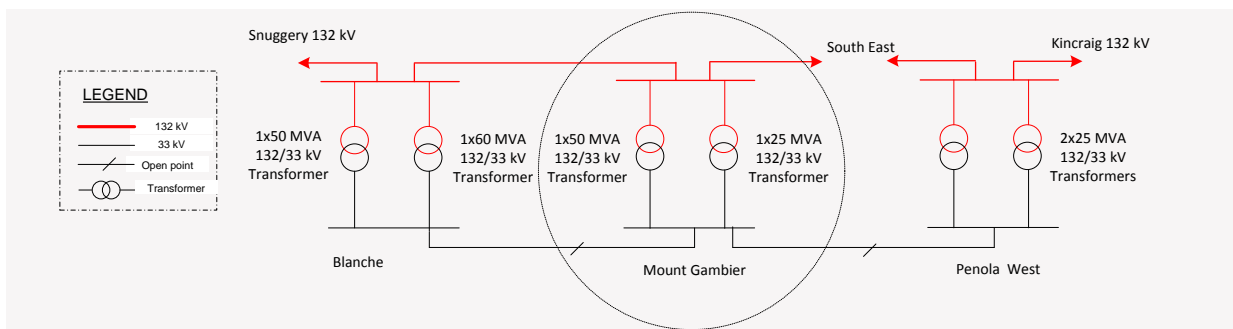 Snuggery 132 kV
South East
Kincraig 132 kV
LEGEND
132 kV
33 kV
Open point
Transformer
1x50 MVA
132/33 kV
Transformer
1x60 MVA
132/33 kV
Transformer
1x50 MVA
132/33 kV
Transformer
1x25 MVA
132/33 kV
Transformer
2x25 MVA
132/33 kV
Transformers
Blanche
Mount Gambier
Penola West